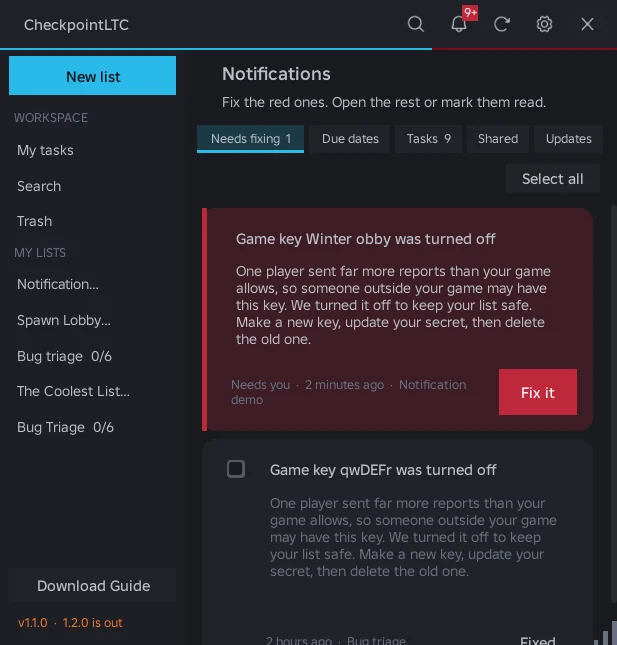 CheckpointLTC
9+
New list
WORKSPACE
My tasks
Search
Trash
MY LISTS
Notification...
Spawn Lobby...
Bug triage 0/6
The Coolest List...
Bug Triage 0/6
Download Guide
v1.1.0 · 1.2.0 is out
Notifications
Fix the red ones. Open the rest or mark them read.
Needs fixing 1
Due dates
Tasks 9
Shared
Updates
Select all
Game key Winter obby was turned off
One player sent far more reports than your game
allows, so someone outside your game may have
this key. We turned it off to keep your list safe.
Make a new key, update your secret, then delete
the old one.
Needs you · 2 minutes ago · Notification
demo
Fix it
Game key qwDEFr was turned off
One player sent far more reports than your
game allows, so someone outside your game
may have this key. We turned it off to keep
your list safe. Make a new key, update your
secret, then delete the old one.
2 hours ago · Bug triage
Fixed